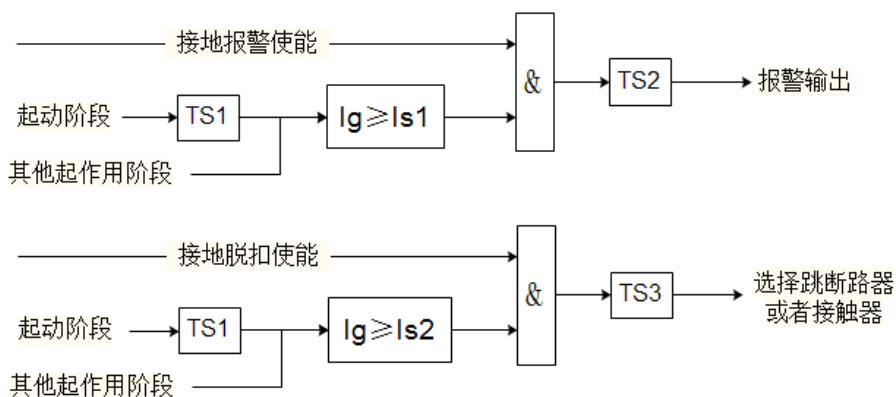 接地报警使能
&
TS2
报警输出
起动阶段
TS1
Ig≥Is1
其他起作用阶段
接地脱扣使能
&
TS3
选择跳断路器
或者接触器
起动阶段
TS1
Ig≥Is2
其他起作用阶段